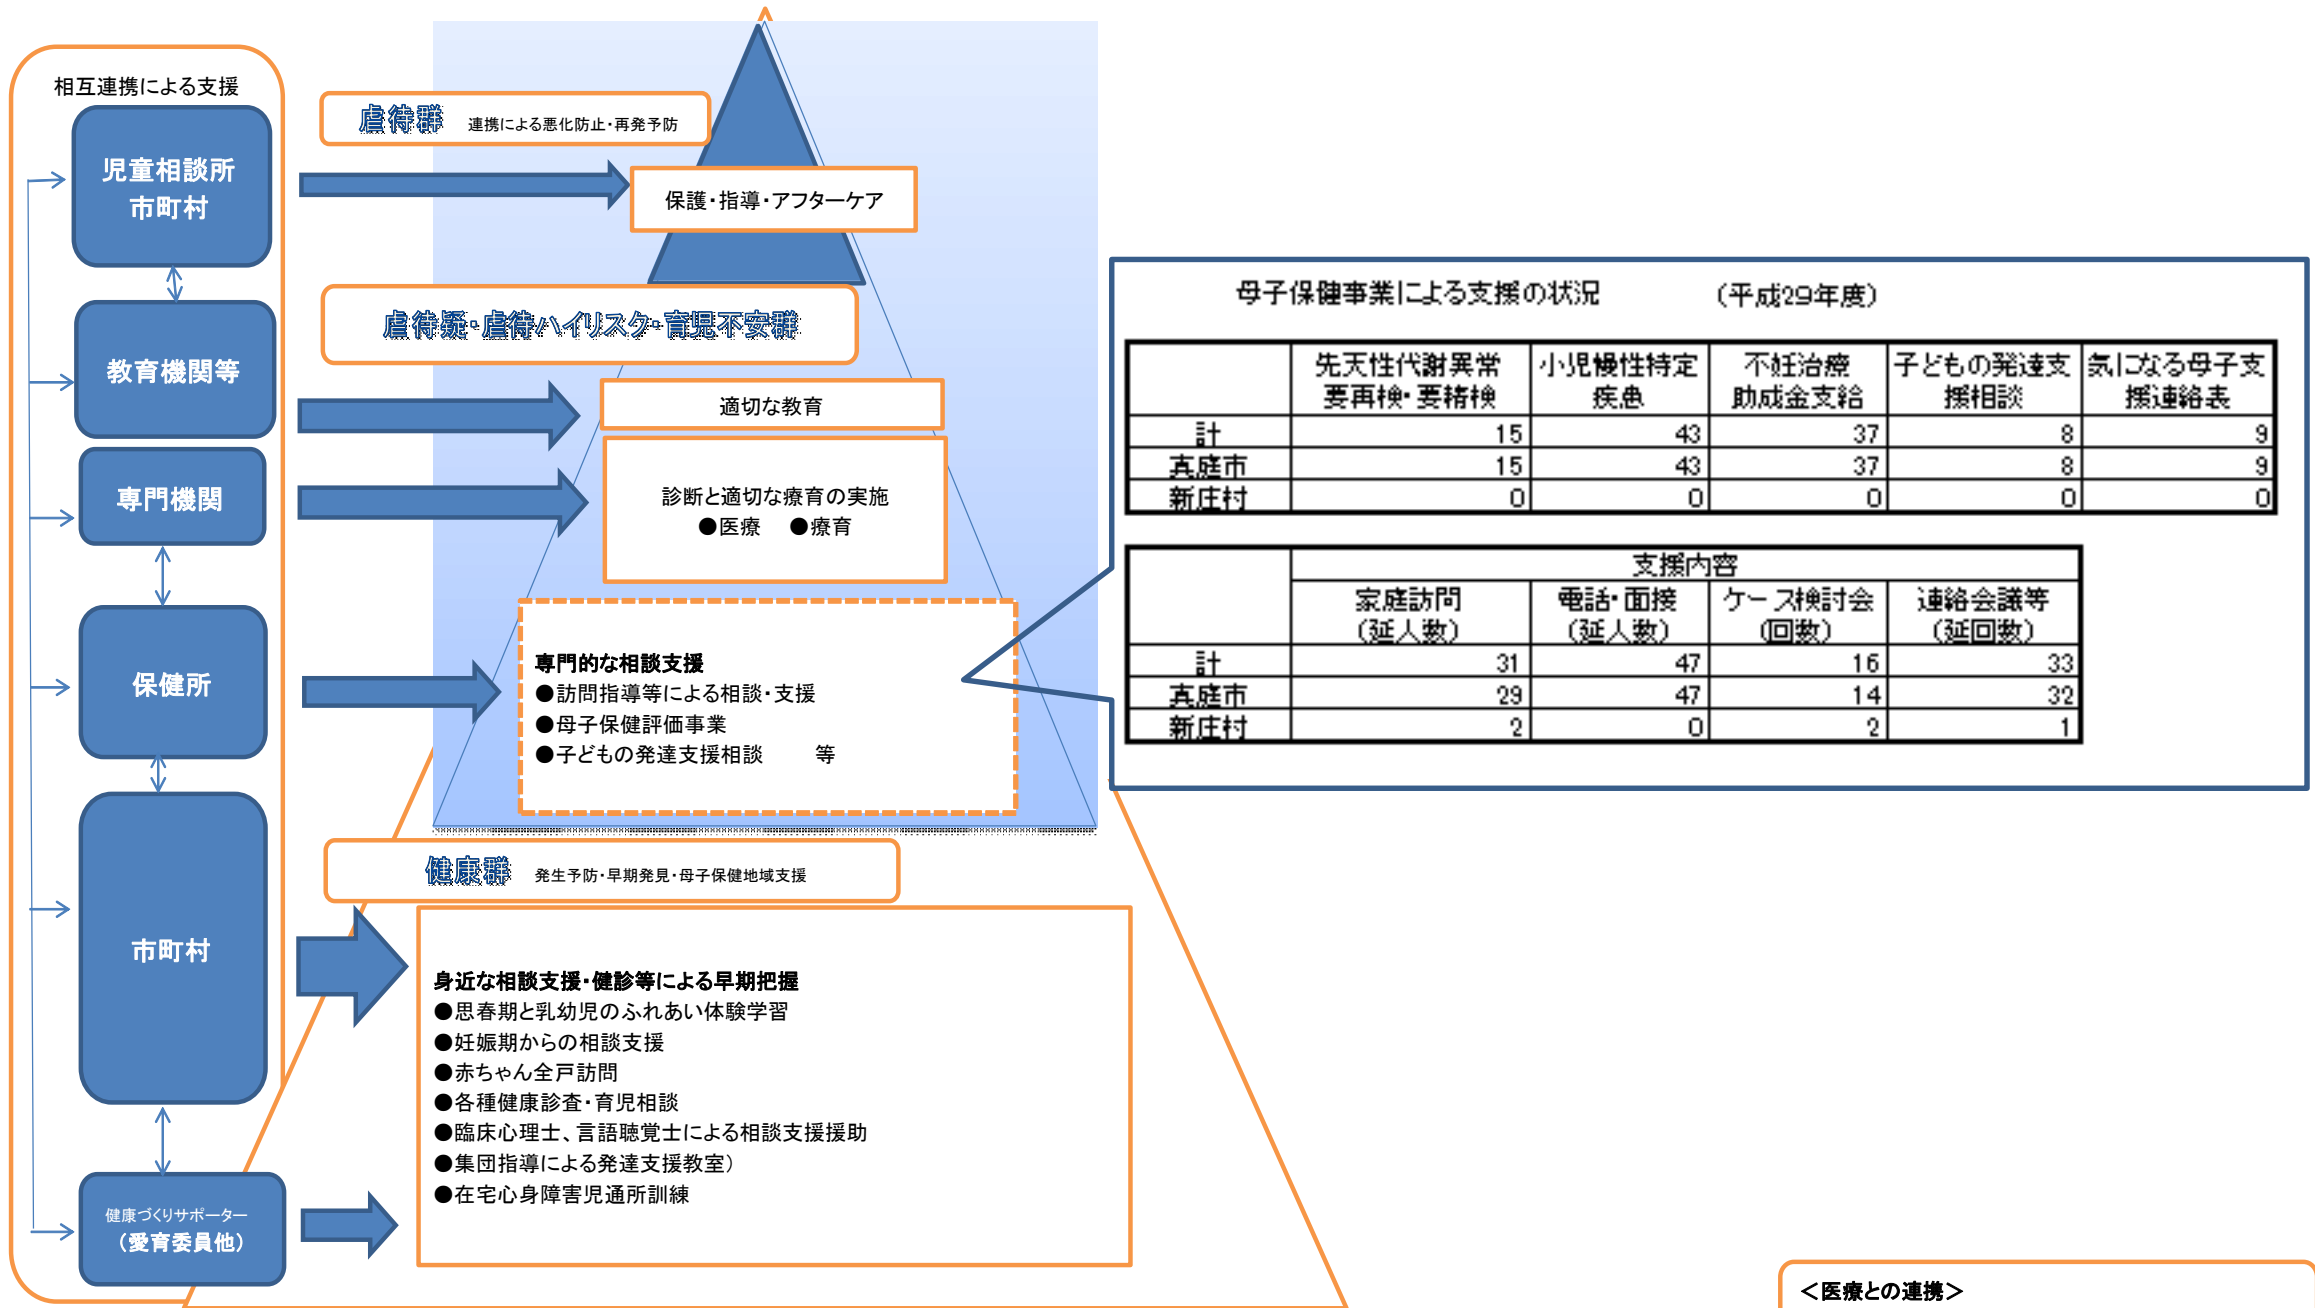 相互連携による支援
児童相談所
市町村
教育機関等
専門機関
保健所
市町村
健康づくりサポーター
（愛育委員他）
虐待群 連携による悪化防止・再発予防
保護・指導・アフターケア
虐待疑・虐待ハイリスク・育児不安群
適切な教育
診断と適切な療育の実施
●医療 ●療育
専門的な相談支援
●訪問指導等による相談・支援
●母子保健評価事業
●子どもの発達支援相談 等
健康群 発生予防・早期発見・母子保健地域支援
身近な相談支援・健診等による早期把握
●思春期と乳幼児のふれあい体験学習
●妊娠期からの相談支援
●赤ちゃん全戸訪問
●各種健康診査・育児相談
●臨床心理士、言語聴覚士による相談支援援助
●集団指導による発達支援教室）
●在宅心身障害児通所訓練
母子保健事業による支援の状況 （平成29年度）
先天性代謝異常 小児慢性特定 不妊治療 子どもの発達支 気になる母子支
要再検・要精検 疾患 助成金支給 援相談 援連絡表
計 15 43 37 8 9
真庭市 15 43 37 8 9
新庄村 0 0 0 0 0
支援内容
家庭訪問 電話・面接 ケース検討会 連絡会議等
（延人数） （延人数） （回数） （延回数）
計 31 47 16 33
真庭市 29 47 14 32
新庄村 2 0 2 1
＜医療との連携＞